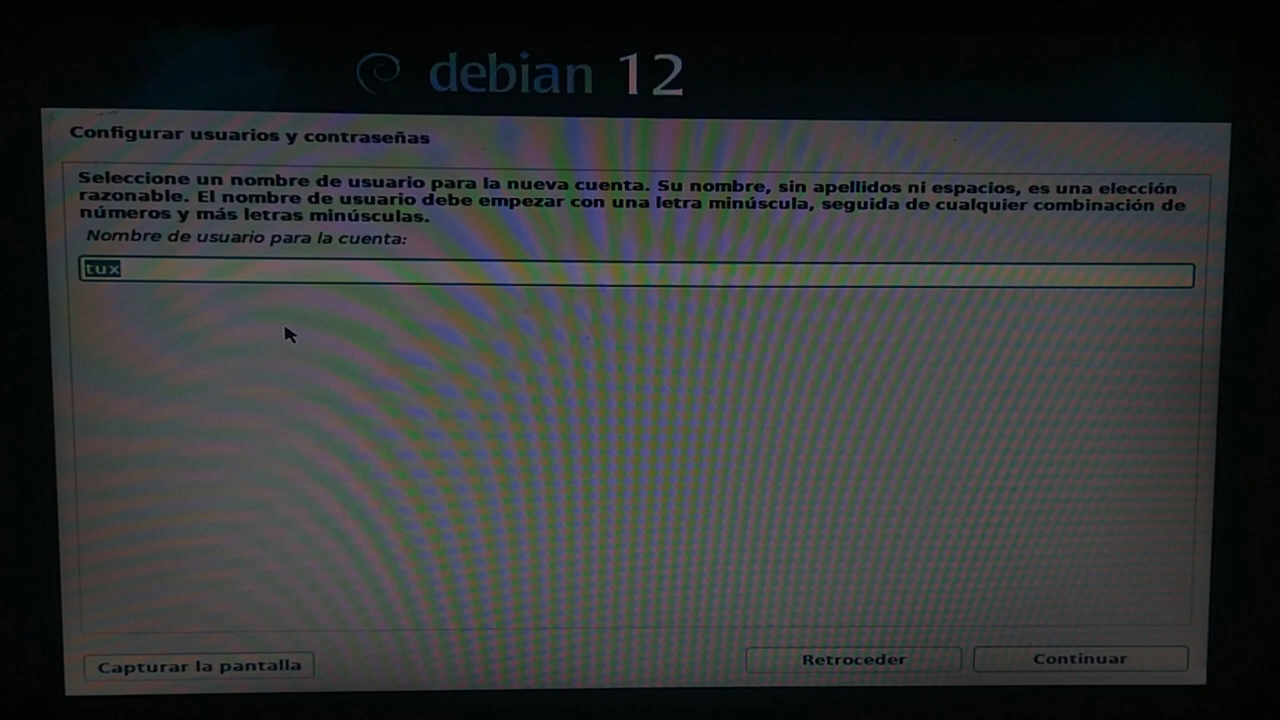 debian 12
Configurar usuarios y contraseñas
Seleccione un nombre de usuario para la nueva cuenta. Su nombre, sin apellidos ni espacios, es una elección
razonable. El nombre de usuario debe empezar con una letra minúscula, seguida de cualquier combinación de
números y más letras minúsculas.
Nombre de usuario para la cuenta:
tux
Capturar la pantalla
Retroceder
Continuar